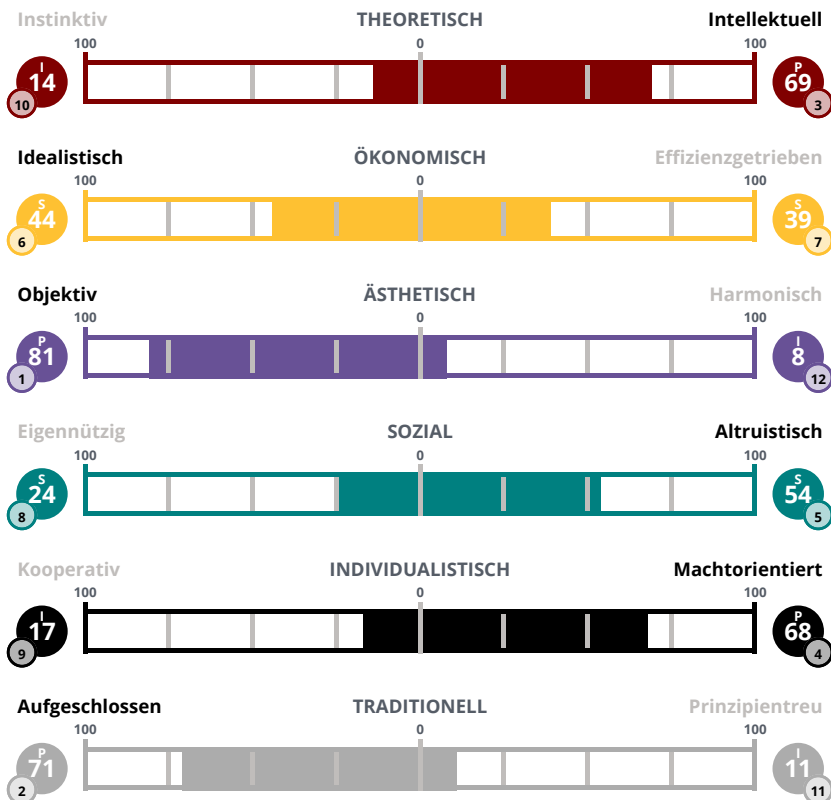 Instinktiv THEORETISCH Intellektuell
100 0 100
I 14 10 P 69 3
Idealistisch ÖKONOMISCH Effizienzgetrieben
100 0 100
S 44 6 S 39 7
Objektiv ÄSTHETISCH Harmonisch
100 0 100
P 81 1 I 8 12
Eigennützig SOZIAL Altruistisch
100 0 100
S 24 8 S 54 5
Kooperativ INDIVIDUALISTISCH Machtorientiert
100 0 100
I 17 9 P 68 4
Aufgeschlossen TRADITIONELL Prinzipientreu
100 0 100
P 71 2 I 11 11